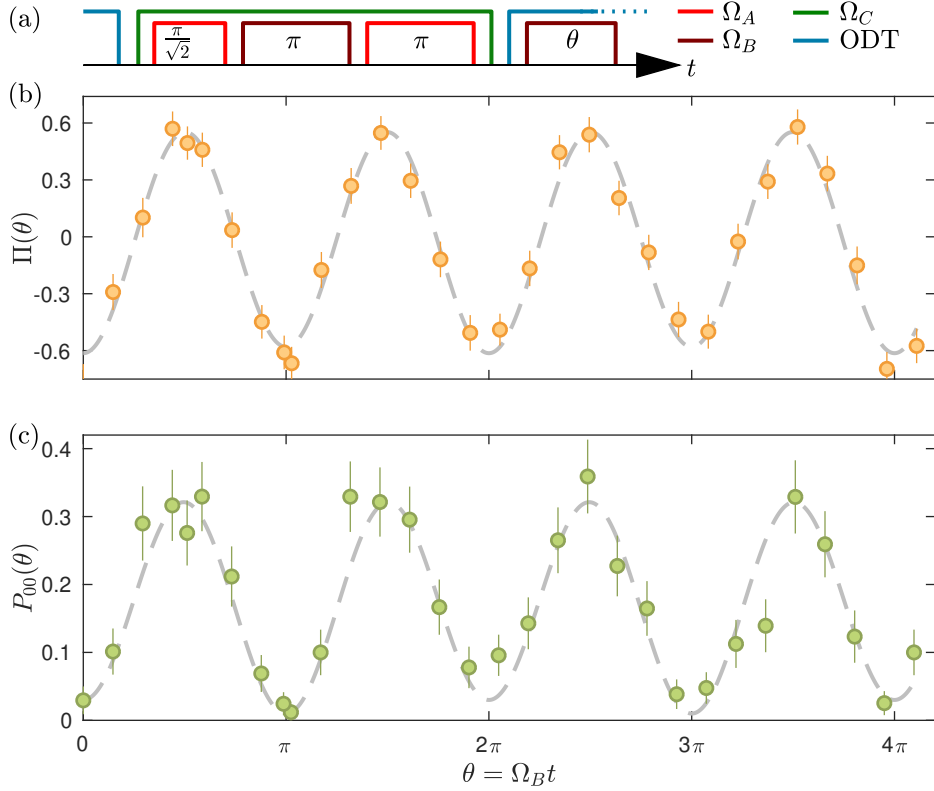 (a)
π/√2 π π θ t
Ω_A Ω_C
Ω_B ODT
(b)
0.6
0.3
0
-0.3
-0.6
Π(θ)
(c)
0.4
0.3
0.2
0.1
0
P_00(θ)
0 π 2π 3π 4π
θ = Ω_B t